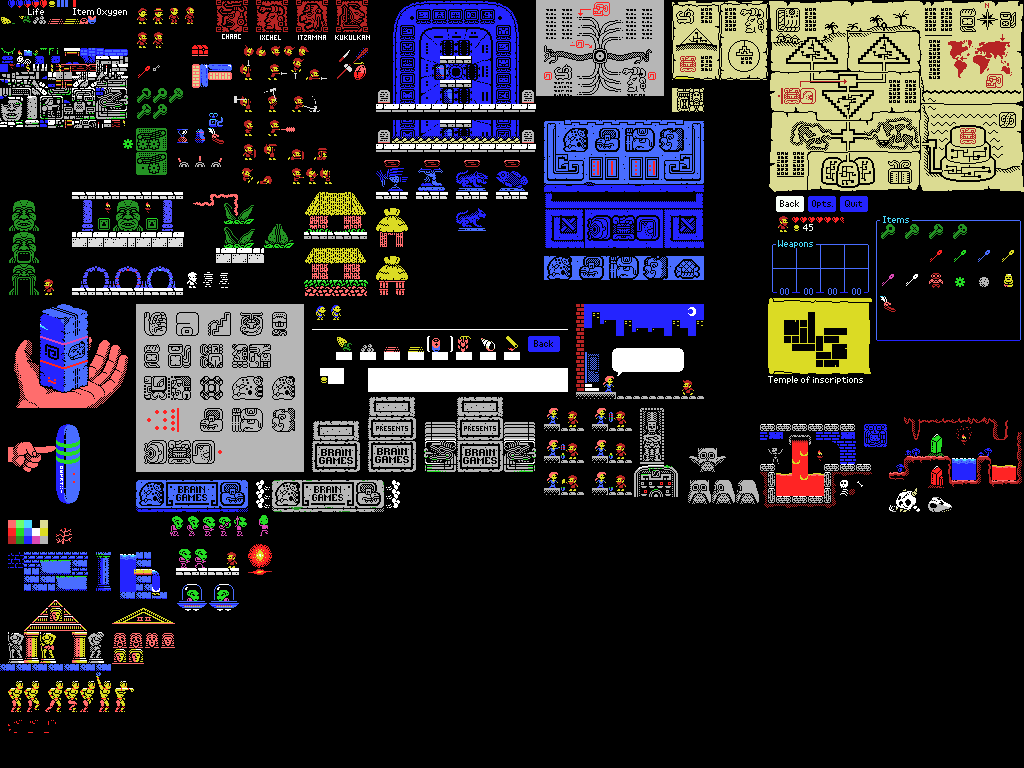 Life
Item Oxygen
CHAAC
IXCHEL
ITZAMNA
KUKULKAN
N
Back
Opts.
Quit
45
Items
Weapons
00 00 00 00
Temple of inscriptions
Back
PRESENTS
PRESENTS
BRAIN
GAMES
BRAIN
GAMES
BRAIN
GAMES
BRAIN
GAMES
BRAIN
GAMES